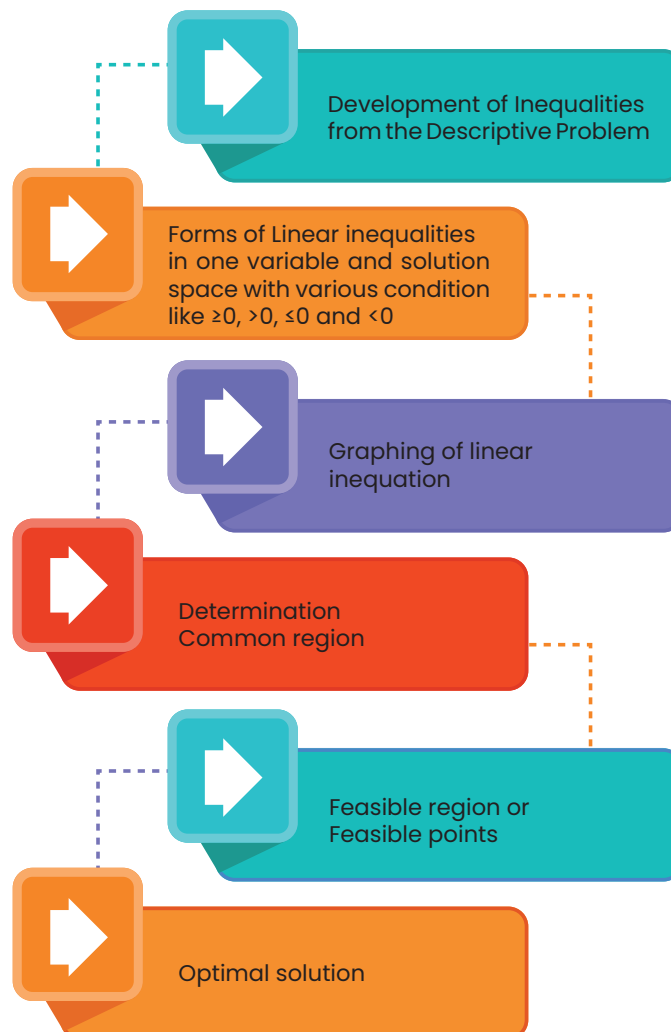 Development of Inequalities
from the Descriptive Problem
Forms of Linear inequalities
in one variable and solution
space with various condition
like ≥0, >0, ≤0 and <0
Graphing of linear
inequation
Determination
Common region
Feasible region or
Feasible points
Optimal solution